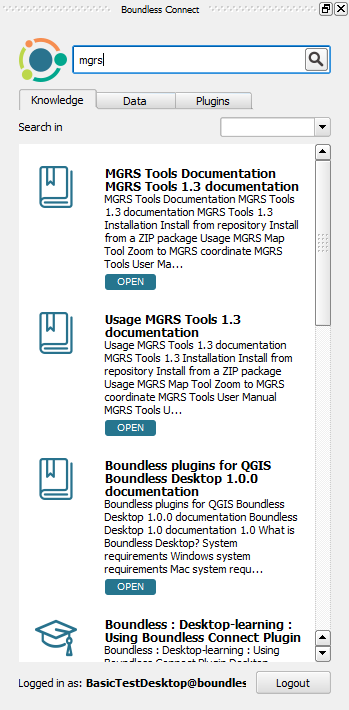 Boundless Connect
mgrs
Knowledge
Data
Plugins
Search in
MGRS Tools Documentation
MGRS Tools 1.3 documentation
MGRS Tools Documentation MGRS Tools
1.3 documentation MGRS Tools 1.3
Installation Install from repository Install
from a ZIP package Usage MGRS Map
Tool Zoom to MGRS coordinate MGRS
Tools User Ma...
OPEN
Usage MGRS Tools 1.3
documentation
Usage MGRS Tools 1.3 documentation
MGRS Tools 1.3 Installation Install from
repository Install from a ZIP package
Usage MGRS Map Tool Zoom to MGRS
coordinate MGRS Tools User Manual
MGRS Tools U...
OPEN
Boundless plugins for QGIS
Boundless Desktop 1.0.0
documentation
Boundless plugins for QGIS Boundless
Desktop 1.0.0 documentation Boundless
Desktop 1.0 documentation 1.0 What is
Boundless Desktop? System
requirements Windows system
requirements Mac system requ...
OPEN
Boundless : Desktop-learning :
Using Boundless Connect Plugin
Boundless : Desktop-learning : Using
Boundless Connect Plugin Desktop
Logged in as: BasicTestDesktop@boundles
Logout